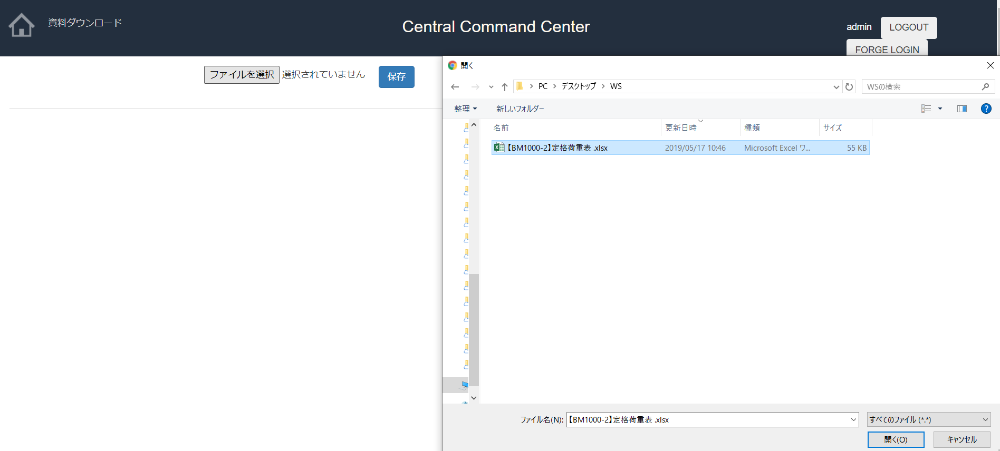 資料ダウンロード
Central Command Center
admin
LOGOUT
FORGE LOGIN
ファイルを選択 選択されていません
保存
開く
PC > デスクトップ > WS
WSの検索
整理
新しいフォルダー
?
名前 更新日時 種類 サイズ
【BM1000-2】定格荷重表 .xlsx 2019/05/17 10:46 Microsoft Excel ワ... 55 KB
ファイル名(N): 【BM1000-2】定格荷重表 .xlsx
すべてのファイル (*.*)
開く(O)
キャンセル